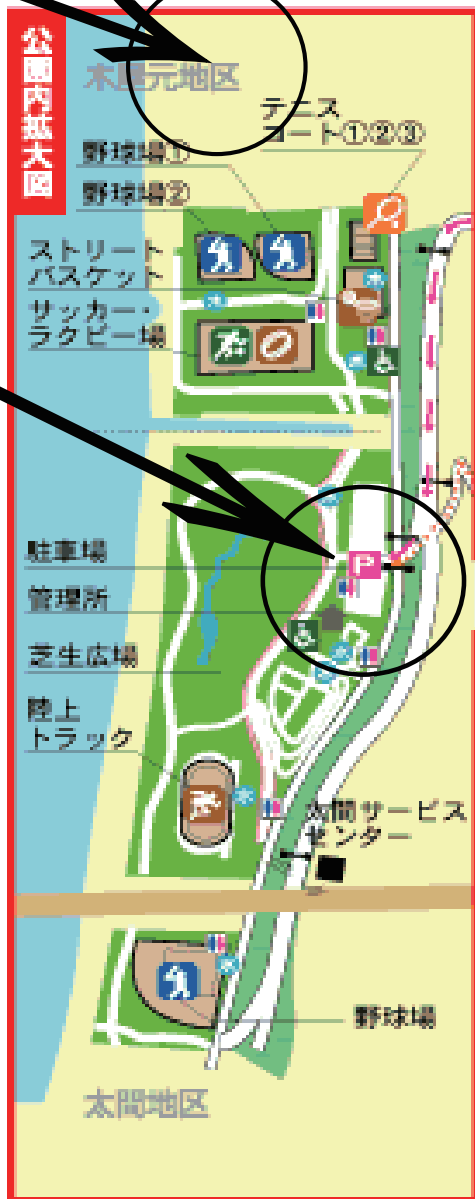 公園内拡大図
木屋元地区
テニス
コート①②③
野球場①
野球場②
ストリート
バスケット
サッカー・
ラグビー場
駐車場
P
管理所
芝生広場
陸上
トラック
太間サービス
センター
野球場
太間地区